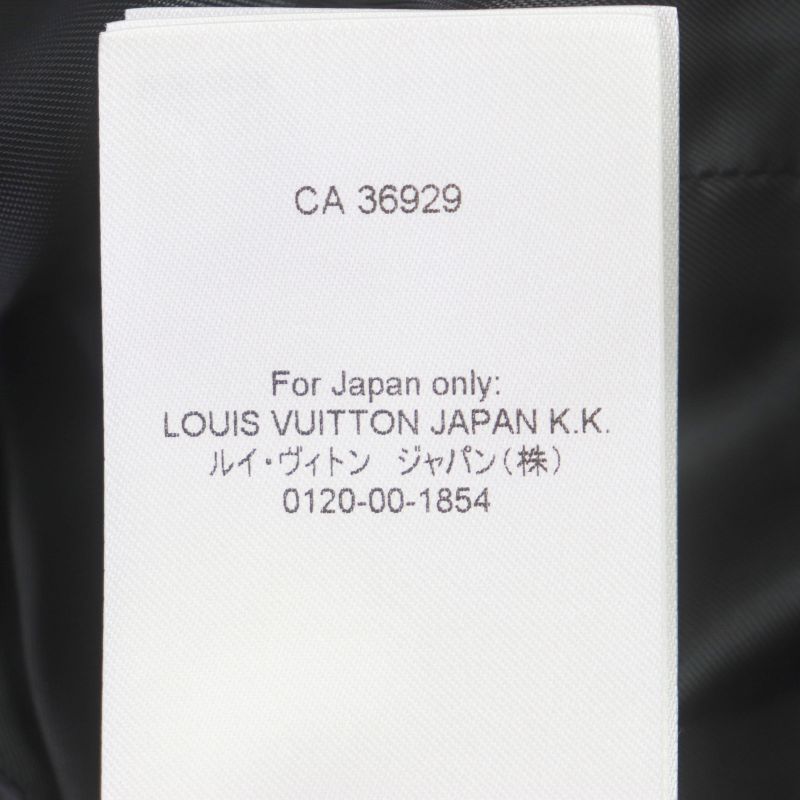 CA 36929
For Japan only:
LOUIS VUITTON JAPAN K.K.
ルイ・ヴィトン ジャパン(株)
0120-00-1854